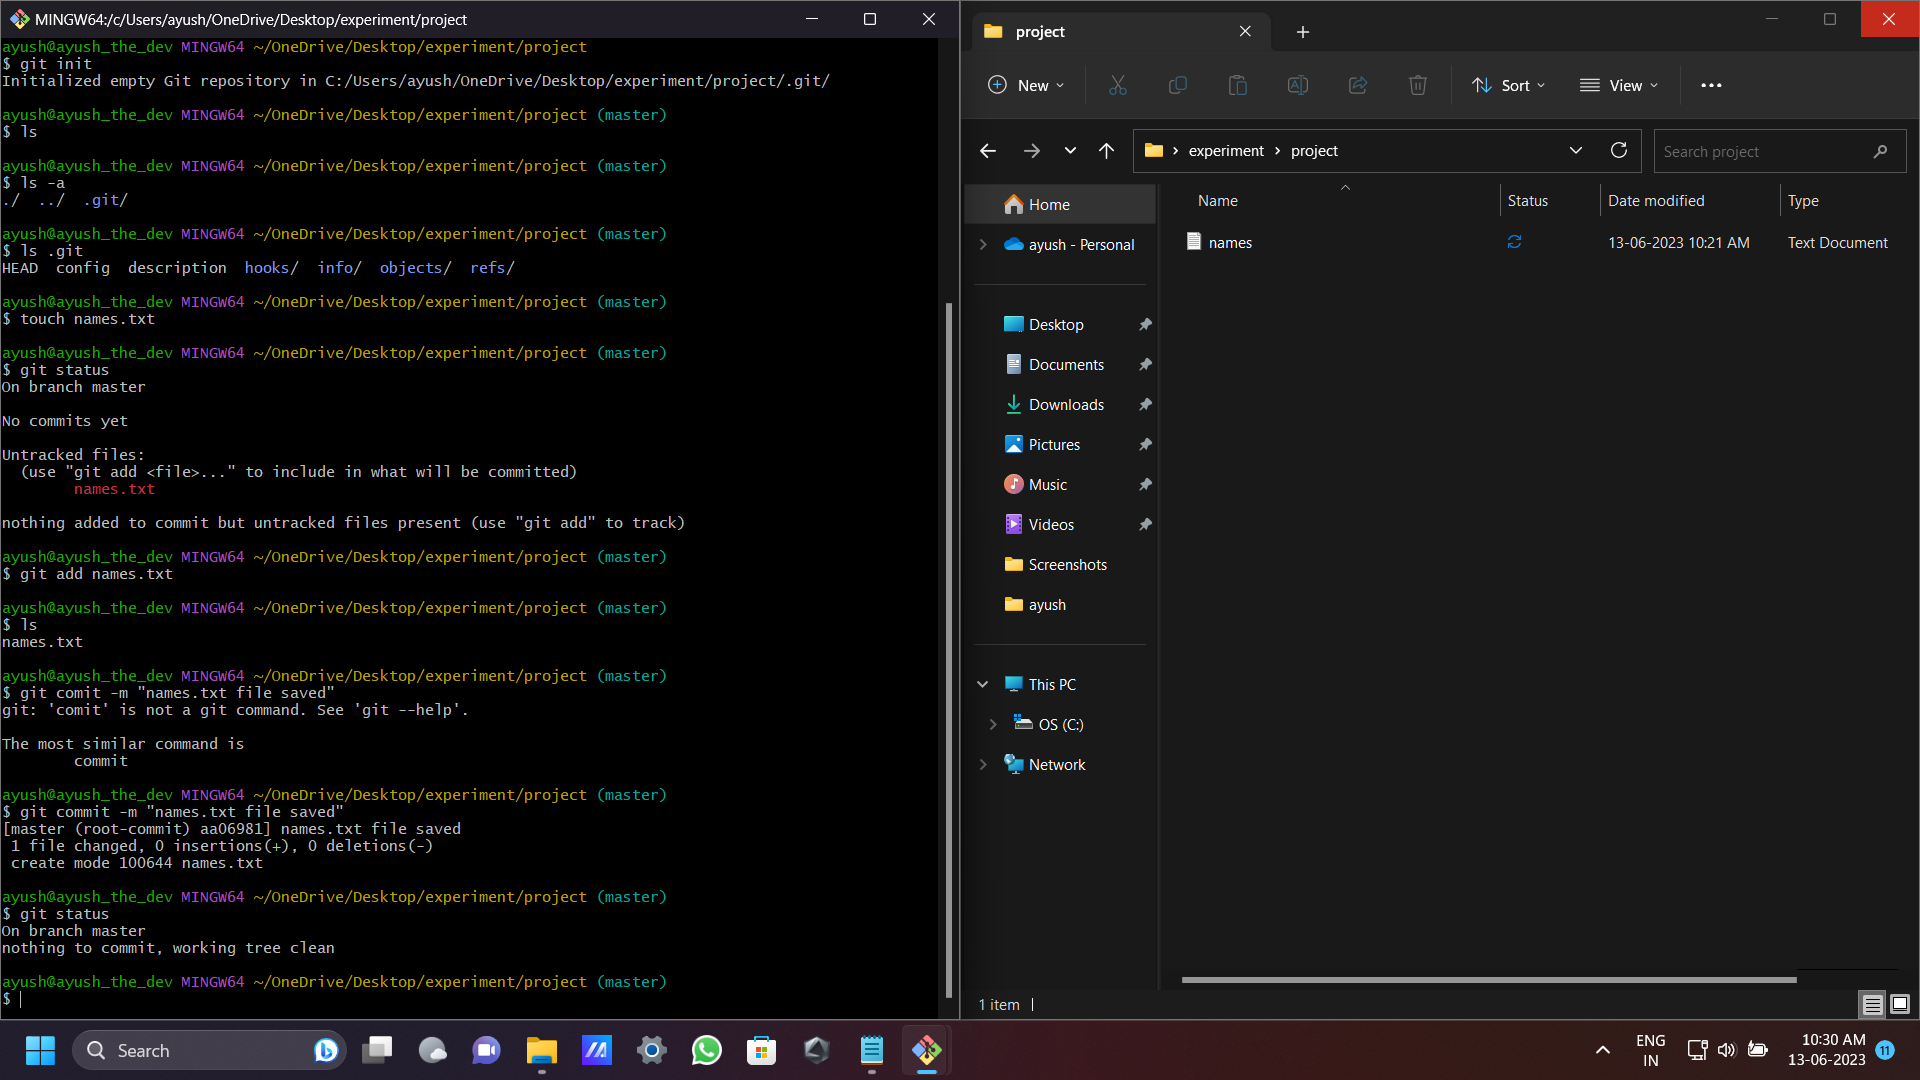 MINGW64:/c/Users/ayush/OneDrive/Desktop/experiment/project
ayush@ayush_the_dev MINGW64 ~/OneDrive/Desktop/experiment/project
$ git init
Initialized empty Git repository in C:/Users/ayush/OneDrive/Desktop/experiment/project/.git/
ayush@ayush_the_dev MINGW64 ~/OneDrive/Desktop/experiment/project (master)
$ ls
ayush@ayush_the_dev MINGW64 ~/OneDrive/Desktop/experiment/project (master)
$ ls -a
./  ../  .git/
ayush@ayush_the_dev MINGW64 ~/OneDrive/Desktop/experiment/project (master)
$ ls .git
HEAD  config  description  hooks/  info/  objects/  refs/
ayush@ayush_the_dev MINGW64 ~/OneDrive/Desktop/experiment/project (master)
$ touch names.txt
ayush@ayush_the_dev MINGW64 ~/OneDrive/Desktop/experiment/project (master)
$ git status
On branch master
No commits yet
Untracked files:
  (use "git add <file>..." to include in what will be committed)
        names.txt
nothing added to commit but untracked files present (use "git add" to track)
ayush@ayush_the_dev MINGW64 ~/OneDrive/Desktop/experiment/project (master)
$ git add names.txt
ayush@ayush_the_dev MINGW64 ~/OneDrive/Desktop/experiment/project (master)
$ ls
names.txt
ayush@ayush_the_dev MINGW64 ~/OneDrive/Desktop/experiment/project (master)
$ git comit -m "names.txt file saved"
git: 'comit' is not a git command. See 'git --help'.
The most similar command is
        commit
ayush@ayush_the_dev MINGW64 ~/OneDrive/Desktop/experiment/project (master)
$ git commit -m "names.txt file saved"
[master (root-commit) aa06981] names.txt file saved
 1 file changed, 0 insertions(+), 0 deletions(-)
 create mode 100644 names.txt
ayush@ayush_the_dev MINGW64 ~/OneDrive/Desktop/experiment/project (master)
$ git status
On branch master
nothing to commit, working tree clean
ayush@ayush_the_dev MINGW64 ~/OneDrive/Desktop/experiment/project (master)
$
project
New
Sort
View
experiment > project
Search project
Name
Status
Date modified
Type
names
13-06-2023 10:21 AM
Text Document
Home
ayush - Personal
Desktop
Documents
Downloads
Pictures
Music
Videos
Screenshots
ayush
This PC
OS (C:)
Network
1 item
Search
ENG
IN
10:30 AM
13-06-2023
11